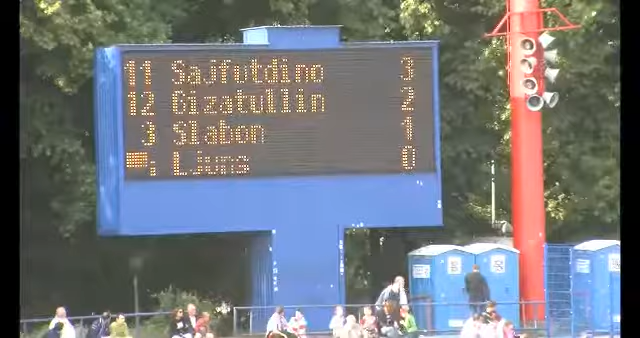 11 Sajfutdino 3
12 Gizatullin 2
3 Slabon 1
Ljung 0